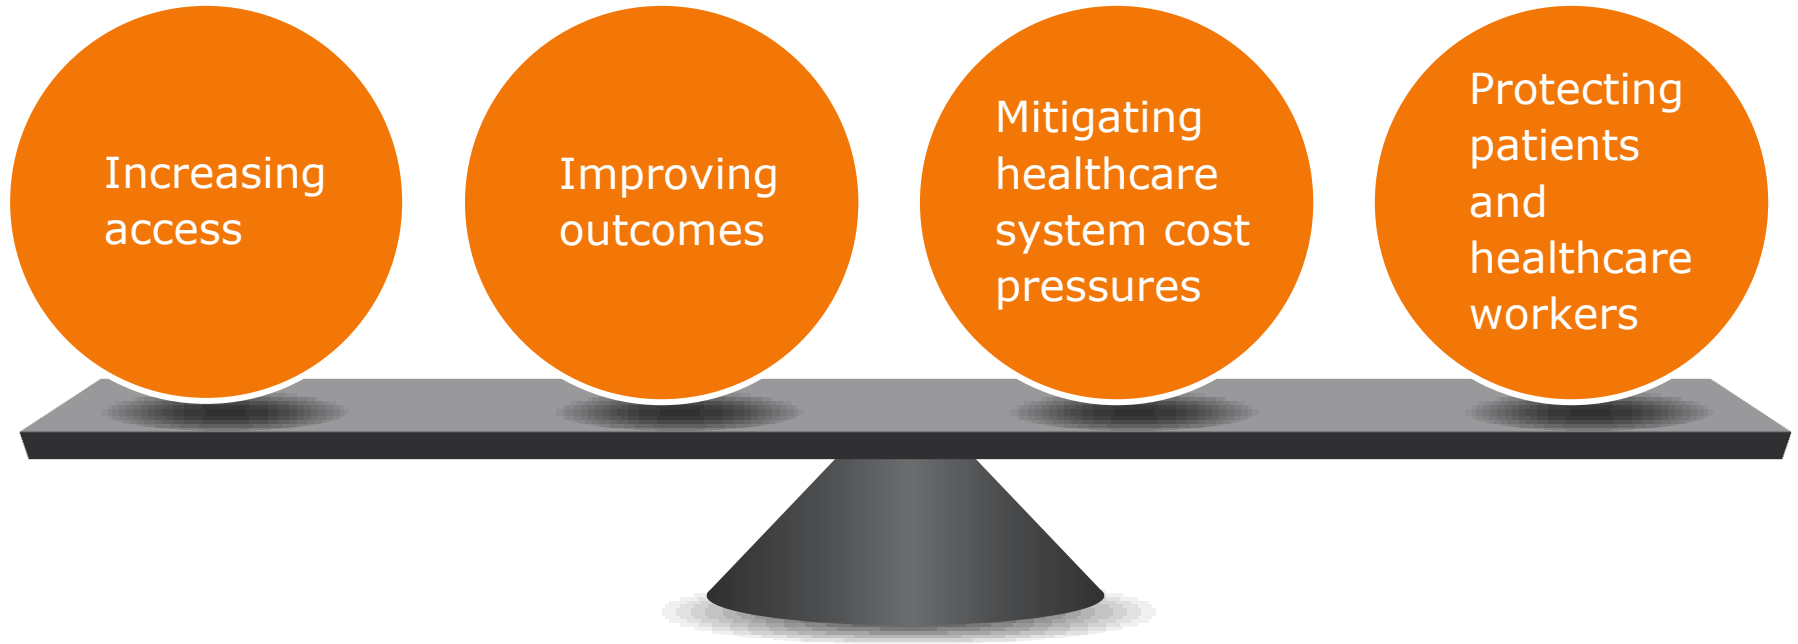 Increasing
access
Improving
outcomes
Mitigating
healthcare
system cost
pressures
Protecting
patients
and
healthcare
workers